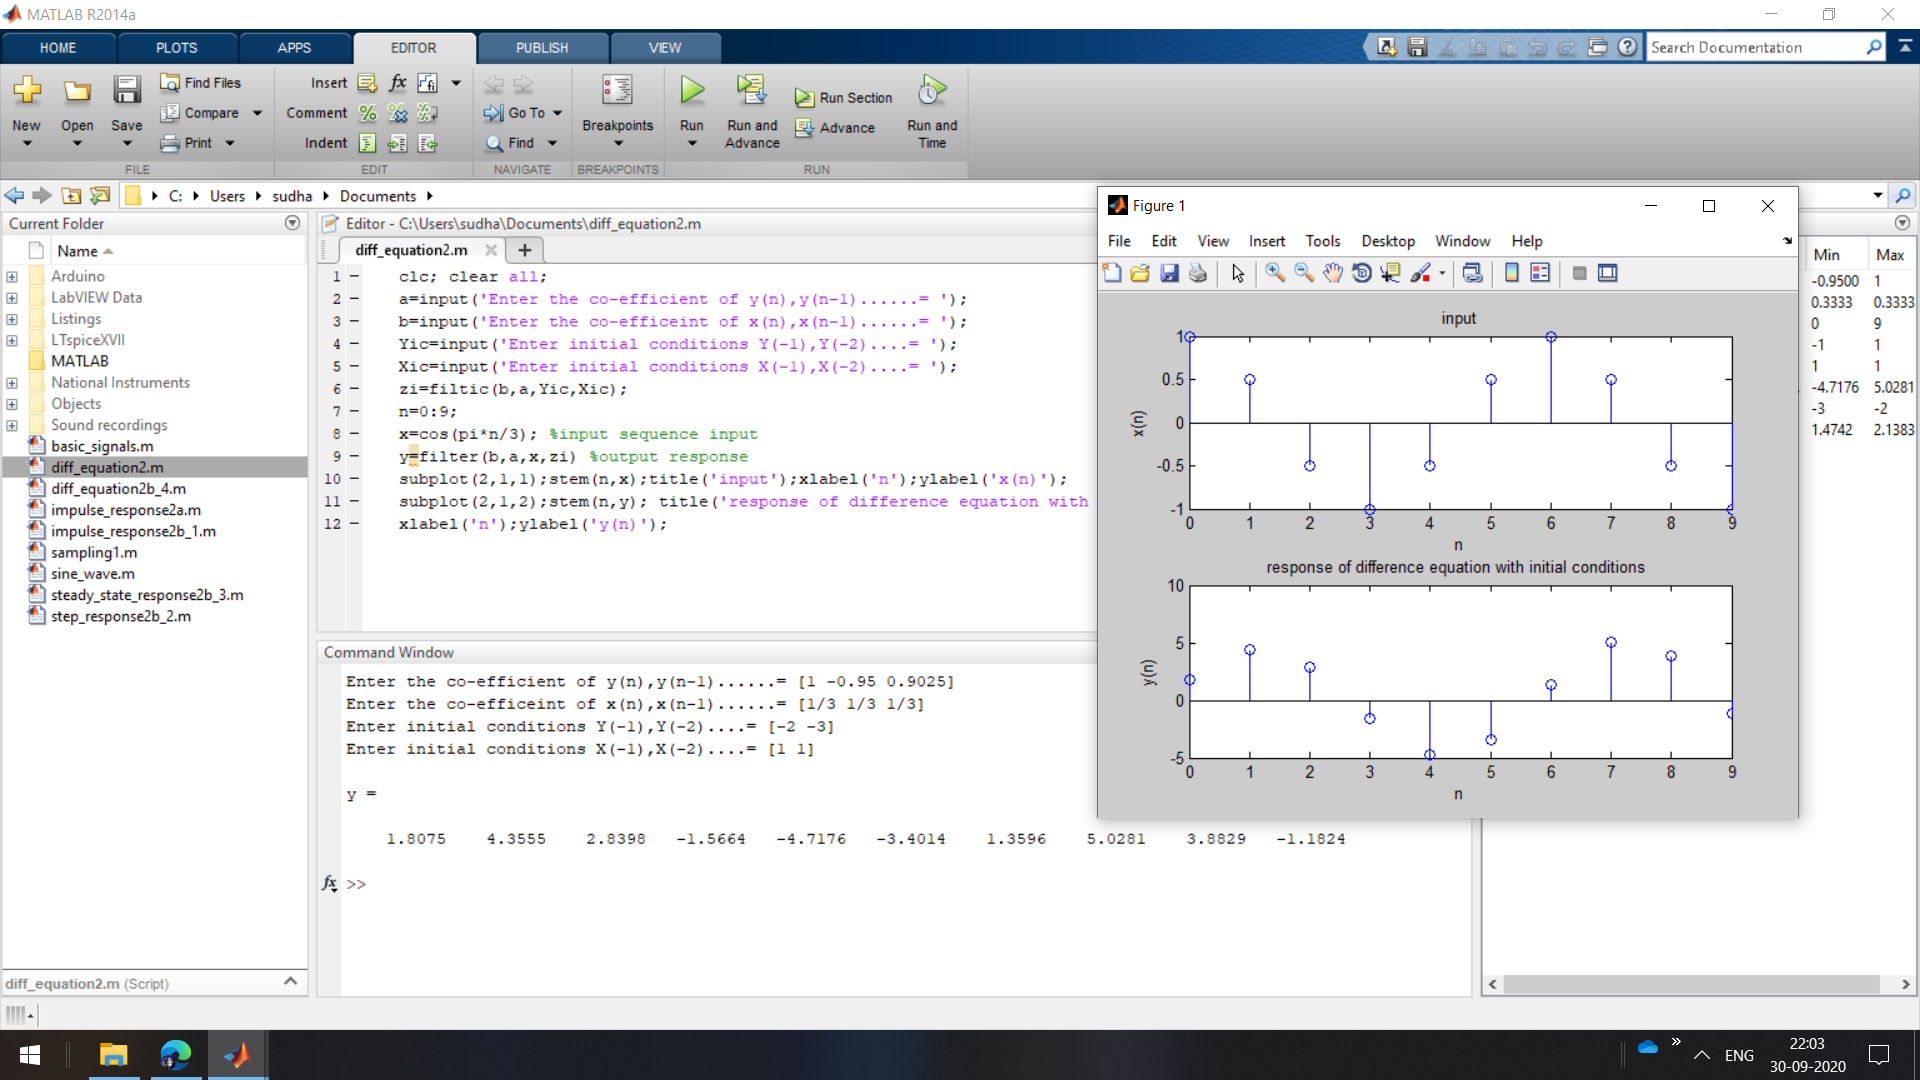 MATLAB R2014a
HOME PLOTS APPS EDITOR PUBLISH VIEW
Search Documentation
New Open Save Find Files Compare Print
FILE
Insert fx
Comment
Indent
EDIT
Go To
Find
NAVIGATE
Breakpoints
BREAKPOINTS
Run Run and Advance Run Section Advance Run and Time
RUN
C: Users sudha Documents
Current Folder
Name
Arduino
LabVIEW Data
Listings
LTspiceXVII
MATLAB
National Instruments
Objects
Sound recordings
basic_signals.m
diff_equation2.m
diff_equation2b_4.m
impulse_response2a.m
impulse_response2b_1.m
sampling1.m
sine_wave.m
steady_state_response2b_3.m
step_response2b_2.m
diff_equation2.m (Script)
Editor - C:\Users\sudha\Documents\diff_equation2.m
diff_equation2.m
1 - clc; clear all;
2 - a=input('Enter the co-efficient of y(n),y(n-1)......= ');
3 - b=input('Enter the co-efficeint of x(n),x(n-1)......= ');
4 - Yic=input('Enter initial conditions Y(-1),Y(-2)....= ');
5 - Xic=input('Enter initial conditions X(-1),X(-2)....= ');
6 - zi=filtic(b,a,Yic,Xic);
7 - n=0:9;
8 - x=cos(pi*n/3); %input sequence input
9 - y=filter(b,a,x,zi) %output response
10 - subplot(2,1,1);stem(n,x);title('input');xlabel('n');ylabel('x(n)');
11 - subplot(2,1,2);stem(n,y); title('response of difference equation with
12 - xlabel('n');ylabel('y(n)');
Command Window
Enter the co-efficient of y(n),y(n-1)......= [1 -0.95 0.9025]
Enter the co-efficeint of x(n),x(n-1)......= [1/3 1/3 1/3]
Enter initial conditions Y(-1),Y(-2)....= [-2 -3]
Enter initial conditions X(-1),X(-2)....= [1 1]
y =
1.8075 4.3555 2.8398 -1.5664 -4.7176 -3.4014 1.3596 5.0281 3.8829 -1.1824
fx >>
Figure 1
File Edit View Insert Tools Desktop Window Help
input
1
0.5
0
-0.5
-1
x(n)
0 1 2 3 4 5 6 7 8 9
n
response of difference equation with initial conditions
10
5
0
-5
y(n)
0 1 2 3 4 5 6 7 8 9
n
Min Max
-0.9500 1
0.3333 0.3333
0 9
-1 1
1 1
-4.7176 5.0281
-3 -2
1.4742 2.1383
ENG
22:03
30-09-2020